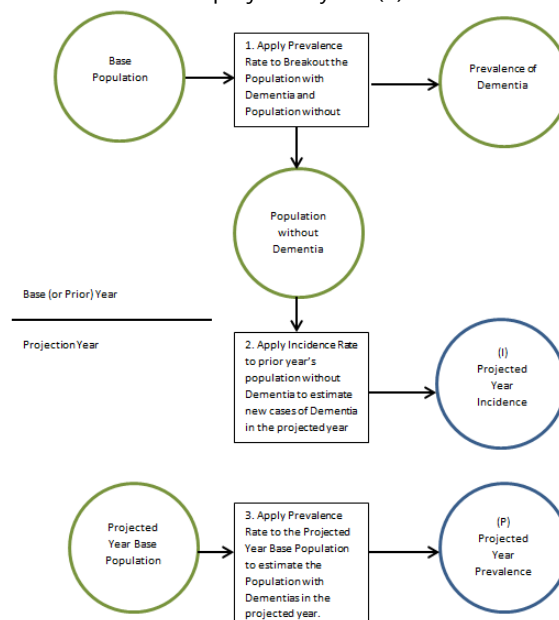 Base
Population
1. Apply Prevalence
Rate to Breakout the
Population with
Dementia and
Population without
Prevalence of
Dementia
Population
without
Dementia
Base (or Prior) Year
Projection Year
2. Apply Incidence Rate
to prior year's
population without
Dementia to estimate
new cases of Dementia
in the projected year
(I)
Projected
Year
Incidence
Projected
Year Base
Population
3. Apply Prevalence
Rate to the Projected
Year Base Population
to estimate the
Population with
Dementias in the
projected year.
(P)
Projected
Year
Prevalence